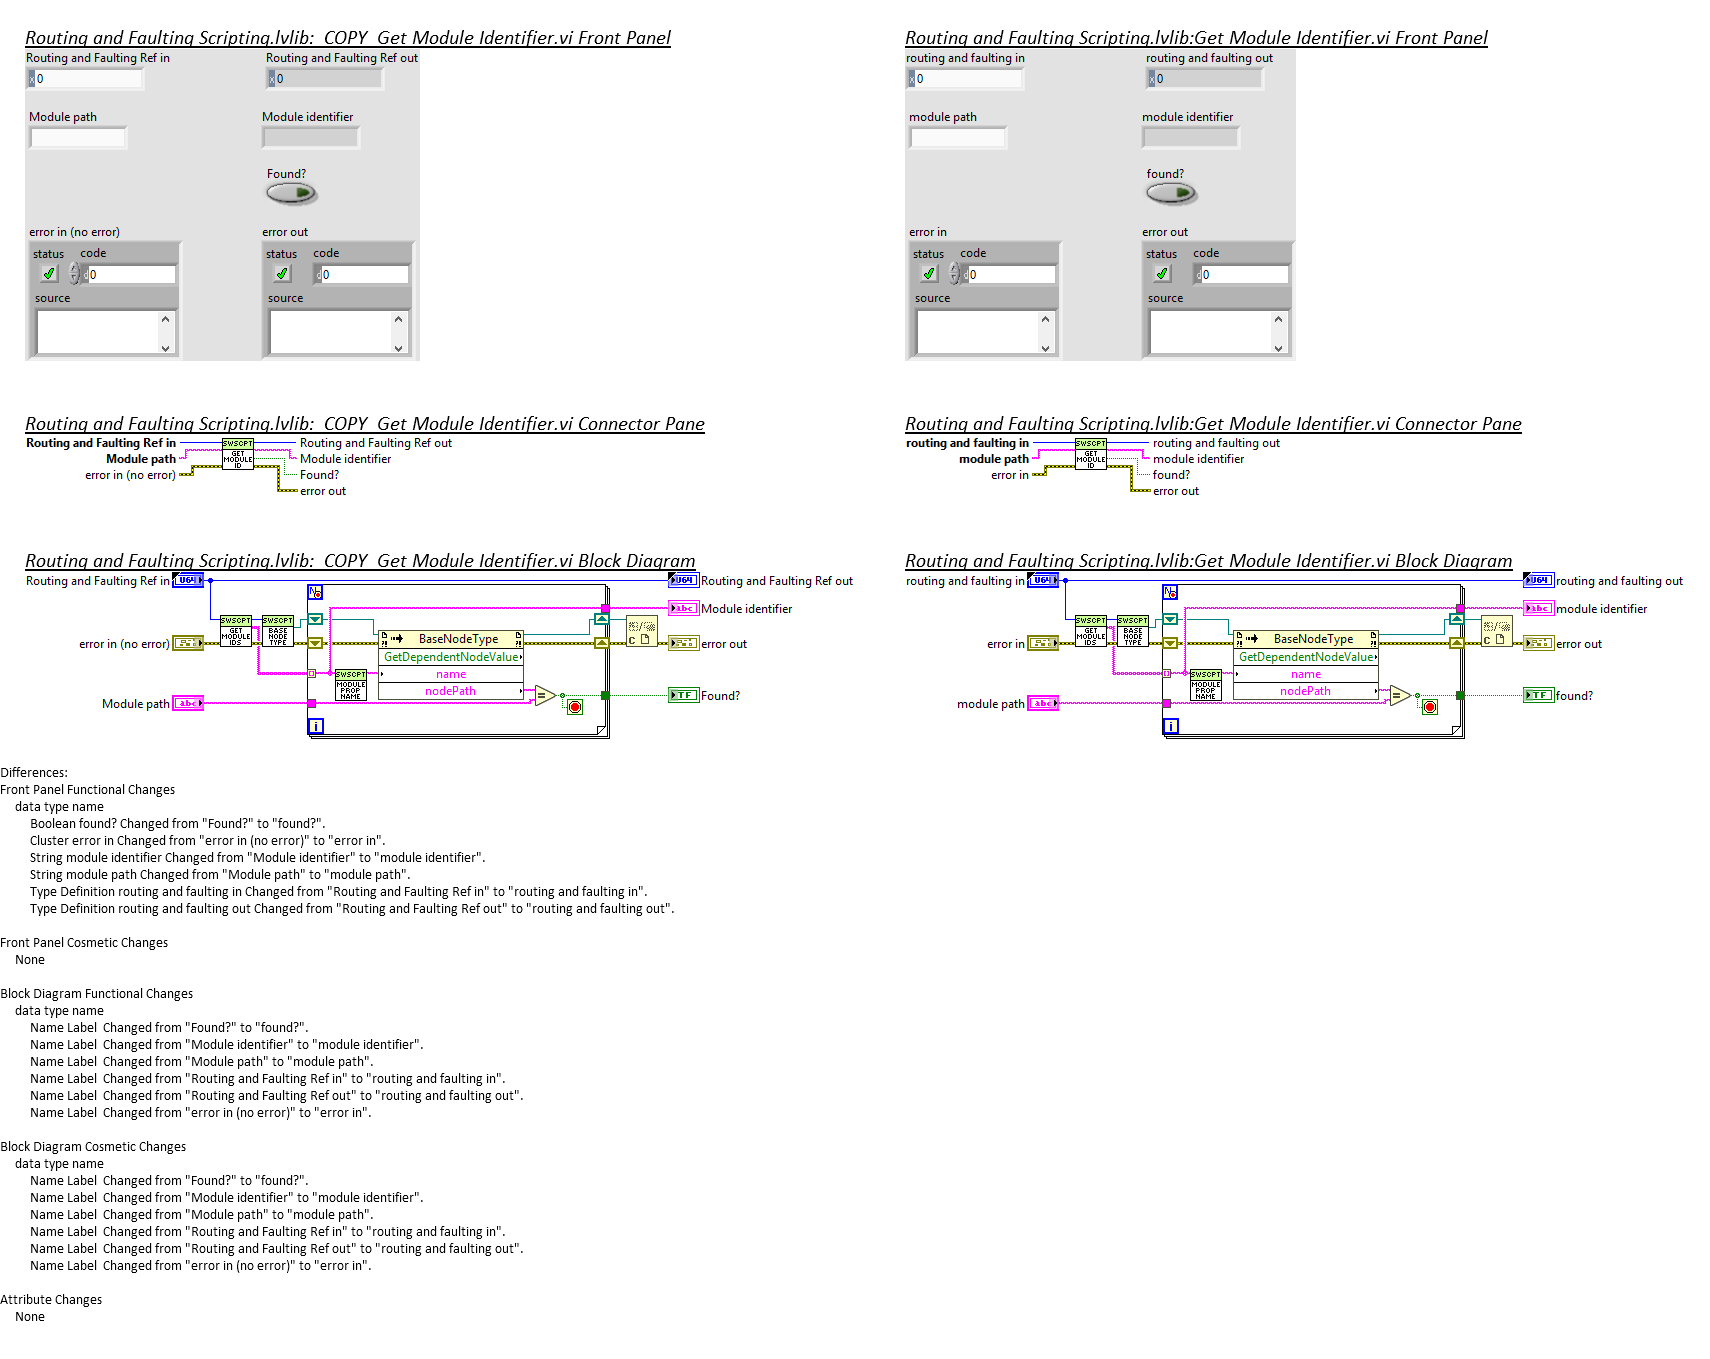 Routing and Faulting Scripting.lvlib:  COPY  Get Module Identifier.vi Front Panel
Routing and Faulting Ref in
Routing and Faulting Ref out
x 0
x 0
Module path
Module identifier
Found?
error in (no error)
error out
status
code
status
code
d 0
d 0
source
source
Routing and Faulting Scripting.lvlib:Get Module Identifier.vi Front Panel
routing and faulting in
routing and faulting out
x 0
x 0
module path
module identifier
found?
error in
error out
status
code
status
code
d 0
d 0
source
source
Routing and Faulting Scripting.lvlib:  COPY  Get Module Identifier.vi Connector Pane
Routing and Faulting Ref in
Module path
error in (no error)
SWSCPT
GET
MODULE
ID
Routing and Faulting Ref out
Module identifier
Found?
error out
Routing and Faulting Scripting.lvlib:Get Module Identifier.vi Connector Pane
routing and faulting in
module path
error in
SWSCPT
GET
MODULE
ID
routing and faulting out
module identifier
found?
error out
Routing and Faulting Scripting.lvlib:  COPY  Get Module Identifier.vi Block Diagram
Routing and Faulting Ref in
U64
N
U64
Routing and Faulting Ref out
abc
Module identifier
SWSCPT
GET
MODULE
IDS
SWSCPT
BASE
NODE
TYPE
error in (no error)
BaseNodeType
GetDependentNodeValue
name
nodePath
SWSCPT
MODULE
PROP
NAME
=
C
error out
Module path
abc
TF
Found?
i
Routing and Faulting Scripting.lvlib:Get Module Identifier.vi Block Diagram
routing and faulting in
U64
N
U64
routing and faulting out
abc
module identifier
SWSCPT
GET
MODULE
IDS
SWSCPT
BASE
NODE
TYPE
error in
BaseNodeType
GetDependentNodeValue
name
nodePath
SWSCPT
MODULE
PROP
NAME
=
C
error out
module path
abc
TF
found?
i
Differences:
Front Panel Functional Changes
data type name
Boolean found? Changed from "Found?" to "found?".
Cluster error in Changed from "error in (no error)" to "error in".
String module identifier Changed from "Module identifier" to "module identifier".
String module path Changed from "Module path" to "module path".
Type Definition routing and faulting in Changed from "Routing and Faulting Ref in" to "routing and faulting in".
Type Definition routing and faulting out Changed from "Routing and Faulting Ref out" to "routing and faulting out".
Front Panel Cosmetic Changes
None
Block Diagram Functional Changes
data type name
Name Label  Changed from "Found?" to "found?".
Name Label  Changed from "Module identifier" to "module identifier".
Name Label  Changed from "Module path" to "module path".
Name Label  Changed from "Routing and Faulting Ref in" to "routing and faulting in".
Name Label  Changed from "Routing and Faulting Ref out" to "routing and faulting out".
Name Label  Changed from "error in (no error)" to "error in".
Block Diagram Cosmetic Changes
data type name
Name Label  Changed from "Found?" to "found?".
Name Label  Changed from "Module identifier" to "module identifier".
Name Label  Changed from "Module path" to "module path".
Name Label  Changed from "Routing and Faulting Ref in" to "routing and faulting in".
Name Label  Changed from "Routing and Faulting Ref out" to "routing and faulting out".
Name Label  Changed from "error in (no error)" to "error in".
Attribute Changes
None